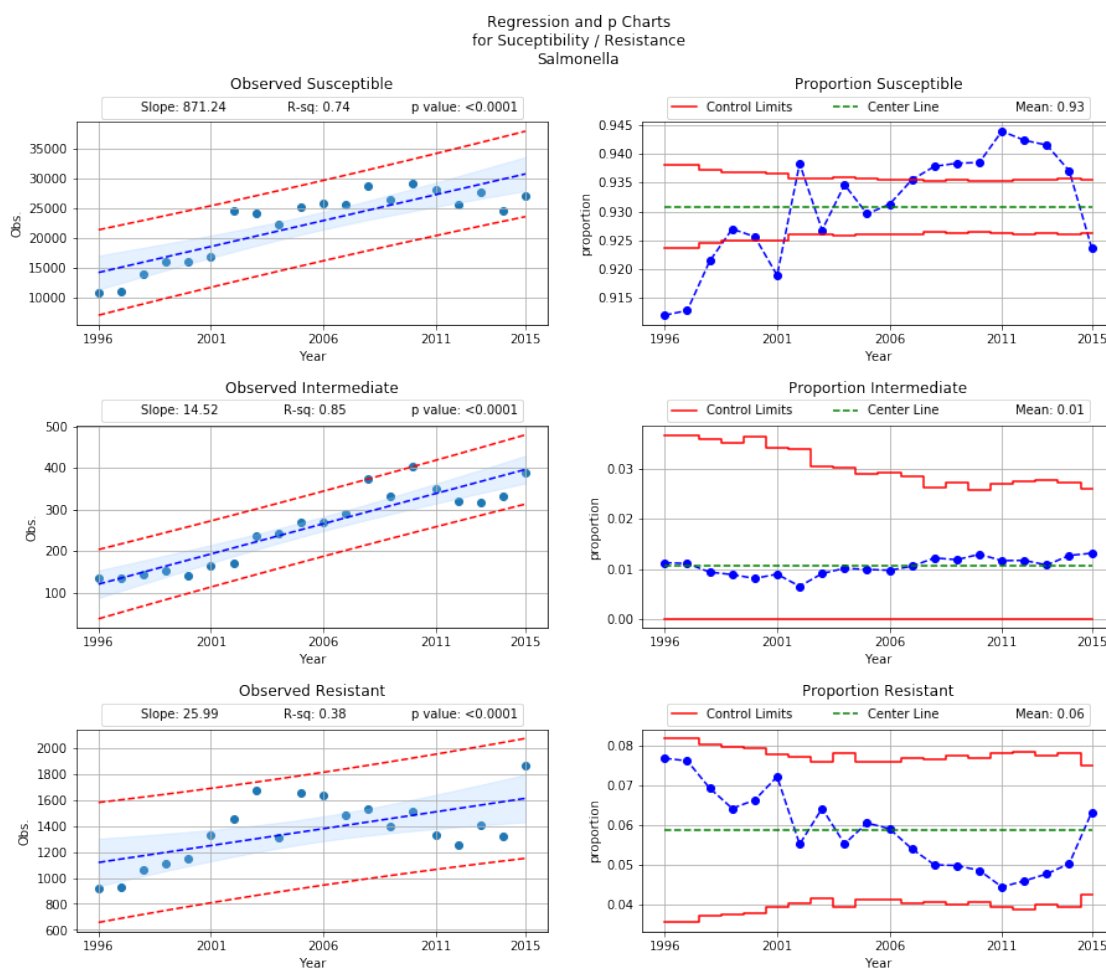 Regression and p Charts
for Suceptibility / Resistance
Salmonella
Observed Susceptible
Slope: 871.24 R-sq: 0.74 p value: <0.0001
35000
30000
25000
20000
15000
10000
Obs.
1996 2001 2006 2011 2015
Year
Proportion Susceptible
Control Limits Center Line Mean: 0.93
0.945
0.940
0.935
0.930
0.925
0.920
0.915
proportion
1996 2001 2006 2011 2015
Year
Observed Intermediate
Slope: 14.52 R-sq: 0.85 p value: <0.0001
500
400
300
200
100
Obs.
1996 2001 2006 2011 2015
Year
Proportion Intermediate
Control Limits Center Line Mean: 0.01
0.03
0.02
0.01
0.00
proportion
1996 2001 2006 2011 2015
Year
Observed Resistant
Slope: 25.99 R-sq: 0.38 p value: <0.0001
2000
1800
1600
1400
1200
1000
800
600
Obs.
1996 2001 2006 2011 2015
Year
Proportion Resistant
Control Limits Center Line Mean: 0.06
0.08
0.07
0.06
0.05
0.04
proportion
1996 2001 2006 2011 2015
Year